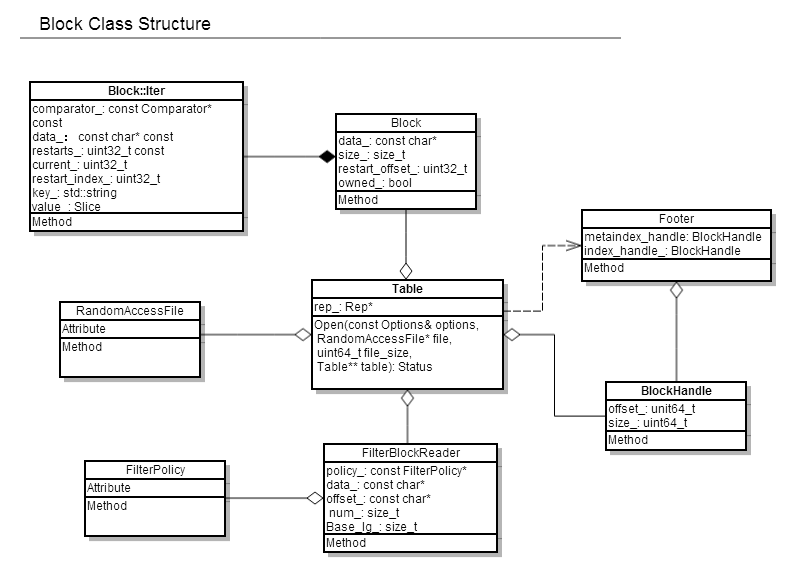 Block Class Structure
Block::Iter
comparator_: const Comparator*
const
data_： const char* const
restarts_: uint32_t const
current_: uint32_t
restart_index_: uint32_t
key_: std::string
value_: Slice
Method
Block
data_: const char*
size_: size_t
restart_offset_: uint32_t
owned_: bool
Method
Footer
metaindex_handle: BlockHandle
index_handle_: BlockHandle
Method
Table
rep_: Rep*
Open(const Options& options,
RandomAccessFile* file,
uint64_t file_size,
Table** table): Status
RandomAccessFile
Attribute
Method
BlockHandle
offset_: unit64_t
size_: uint64_t
Method
FilterBlockReader
policy_: const FilterPolicy*
data_: const char*
offset_: const char*
num_: size_t
Base_lg_: size_t
Method
FilterPolicy
Attribute
Method